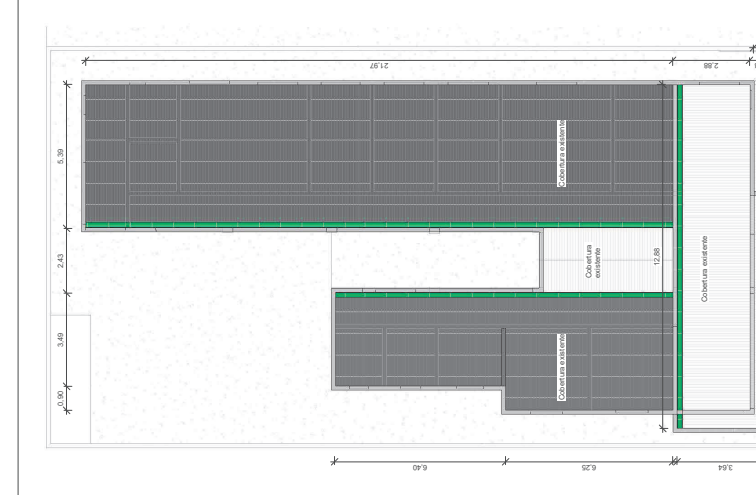 21,97
2,88
5,39
Cobertura existente
2,43
Cobertura
existente
12,88
Cobertura existente
3,49
Cobertura existente
0,90
6,40
6,25
3,64